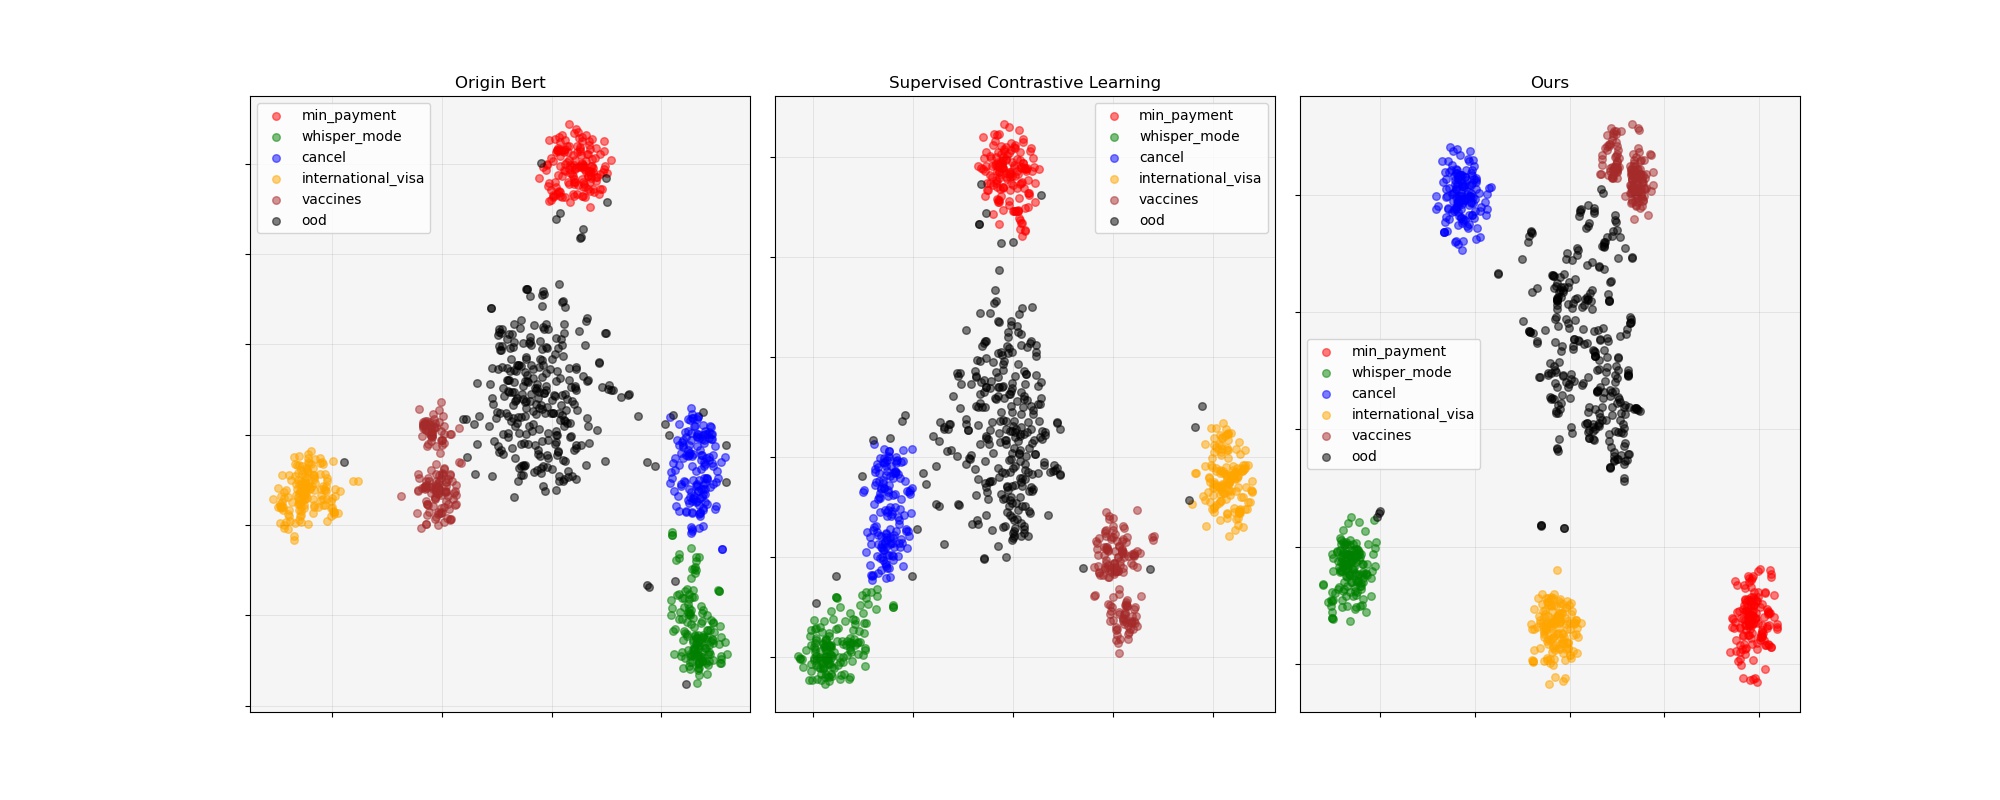 Origin Bert
min_payment
whisper_mode
cancel
international_visa
vaccines
ood
Supervised Contrastive Learning
min_payment
whisper_mode
cancel
international_visa
vaccines
ood
Ours
min_payment
whisper_mode
cancel
international_visa
vaccines
ood